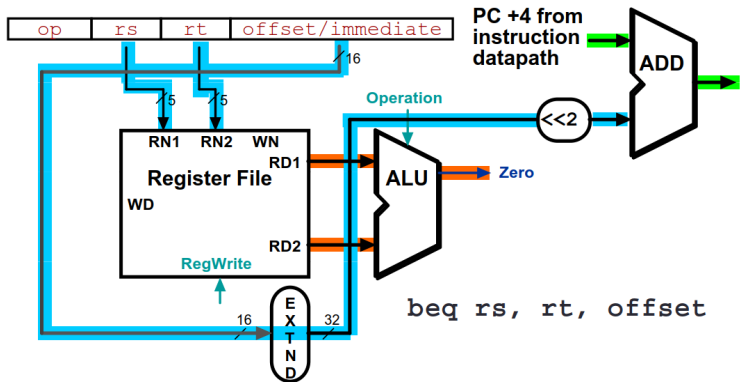 op rs rt offset/immediate
PC +4 from
instruction
datapath
ADD
16
5 5
Operation
<<2
RN1 RN2 WN
RD1
Register File
ALU
Zero
WD
RD2
RegWrite
16
E
X
T
N
D
32
beq rs, rt, offset